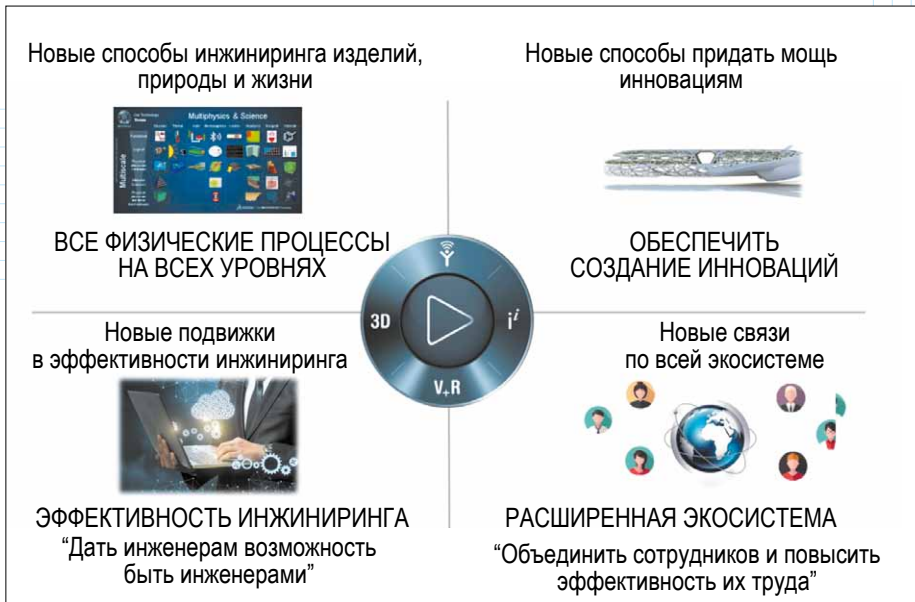 Новые способы инжиниринга изделий,
природы и жизни
Multiphysics & Science
Multiscale
ВСЕ ФИЗИЧЕСКИЕ ПРОЦЕССЫ
НА ВСЕХ УРОВНЯХ
Новые способы придать мощь
инновациям
ОБЕСПЕЧИТЬ
СОЗДАНИЕ ИННОВАЦИЙ
3D
i
V+R
Новые подвижки
в эффективности инжиниринга
ЭФФЕКТИВНОСТЬ ИНЖИНИРИНГА
“Дать инженерам возможность
быть инженерами”
Новые связи
по всей экосистеме
РАСШИРЕННАЯ ЭКОСИСТЕМА
“Объединить сотрудников и повысить
эффективность их труда”